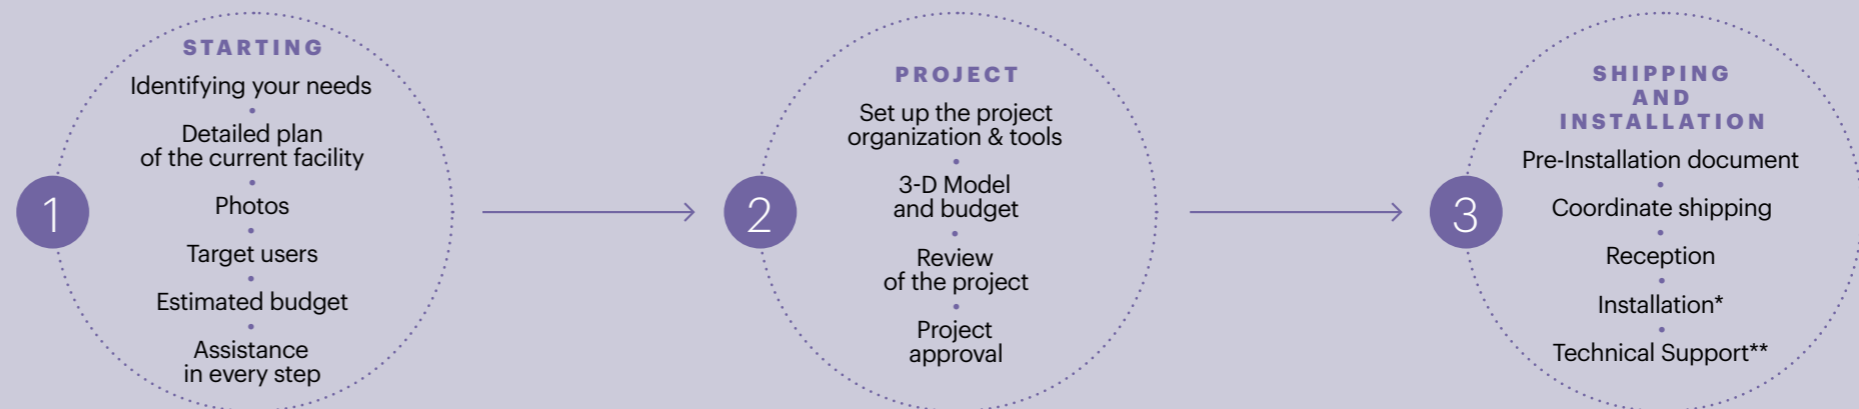 1
STARTING
Identifying your needs
Detailed plan
of the current facility
Photos
Target users
Estimated budget
Assistance
in every step
2
PROJECT
Set up the project
organization & tools
3-D Model
and budget
Review
of the project
Project
approval
3
SHIPPING
AND
INSTALLATION
Pre-Installation document
Coordinate shipping
Reception
Installation*
Technical Support**